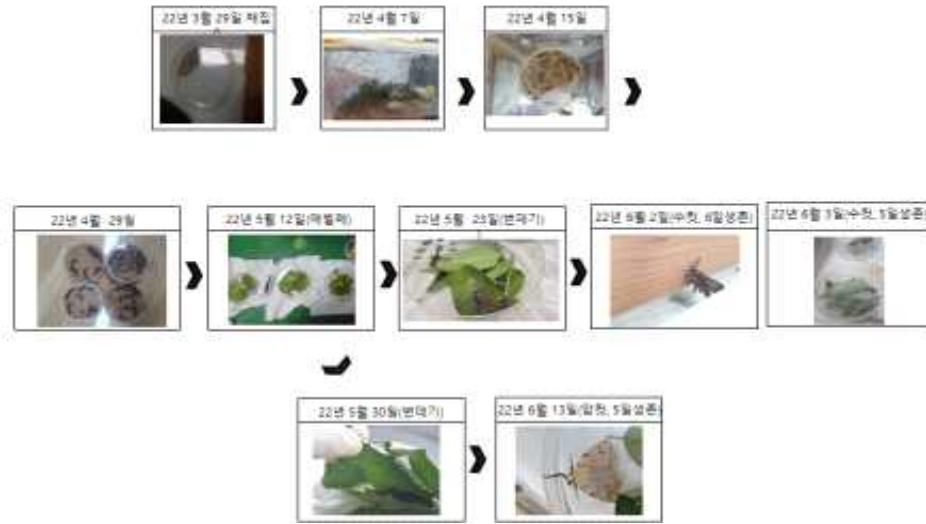 22년 3월 29일 채집
22년 4월 7일
22년 4월 15일
22년 4월 29일
22년 5월 12일(매벌레)
22년 5월 23일(번데기)
22년 6월 2일(수컷, 6일생존)
22년 6월 3일(수컷, 5일생존)
22년 5월 30일(번데기)
22년 6월 13일(암컷, 5일생존)